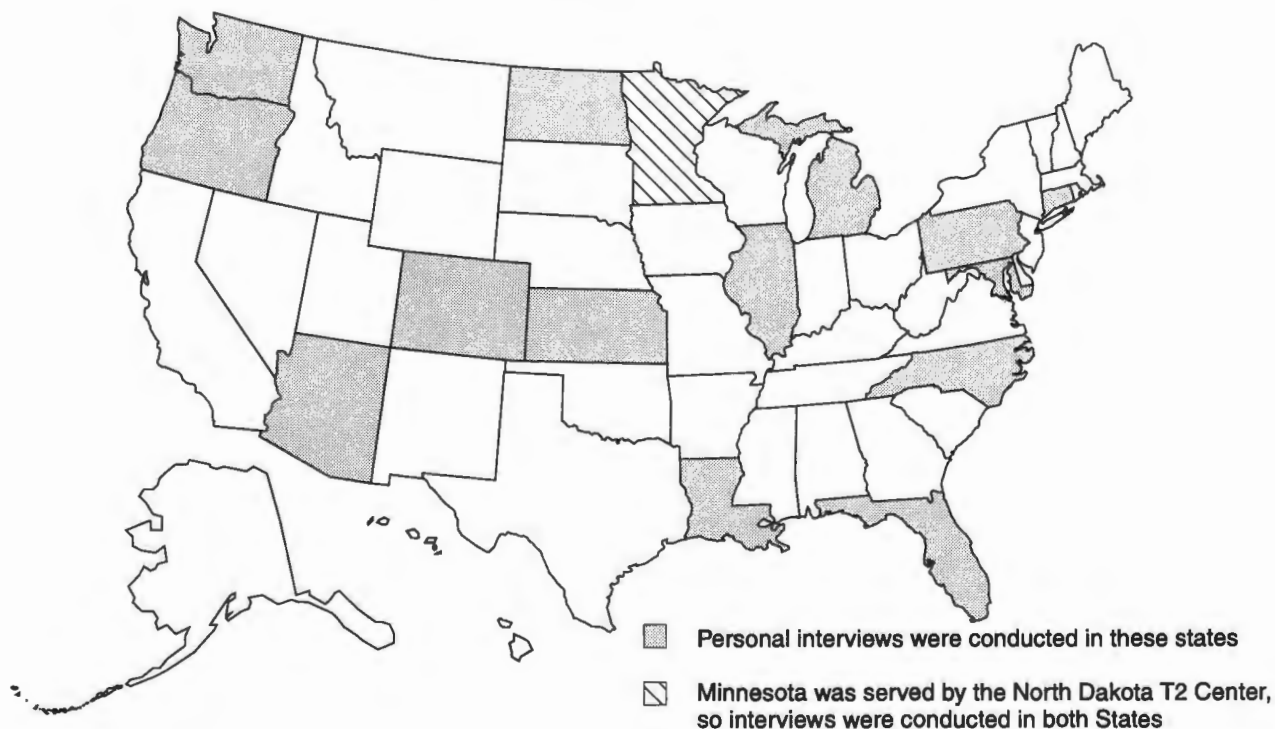 Personal interviews were conducted in these states
Minnesota was served by the North Dakota T2 Center,
so interviews were conducted in both States